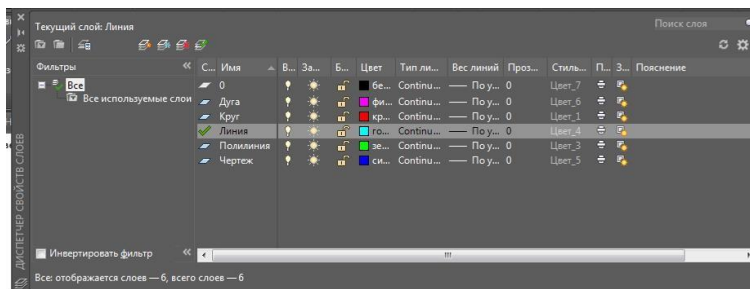 Текущий слой: Линия
Поиск слоя
Фильтры
С... Имя В... За... Б... Цвет Тип ли... Вес линий Проз... Стиль... П... З... Пояснение
Все
Все используемые слои
0 бе... Continu... По у... 0 Цвет_7
Дуга фи... Continu... По у... 0 Цвет_6
Круг кр... Continu... По у... 0 Цвет_1
Линия го... Continu... По у... 0 Цвет_4
Полилиния зе... Continu... По у... 0 Цвет_3
Чертеж си... Continu... По у... 0 Цвет_5
Инвертировать фильтр
Все: отображается слоев — 6, всего слоев — 6
ДИСПЕТЧЕР СВОЙСТВ СЛОЕВ